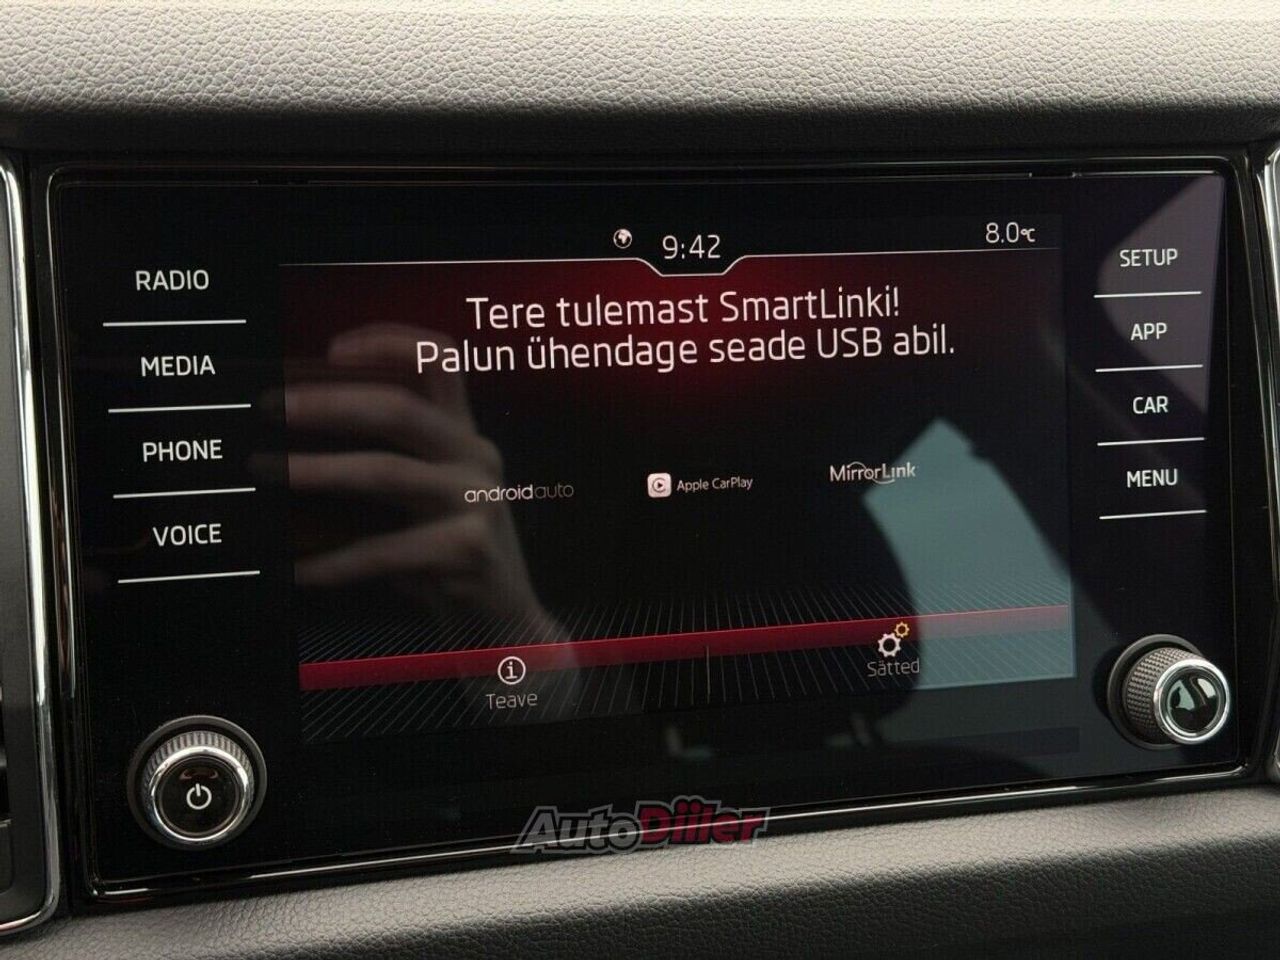 9:42
8.0°C
RADIO
MEDIA
PHONE
VOICE
Tere tulemast SmartLinki!
Palun ühendage seade USB abil.
androidauto
Apple CarPlay
MirrorLink
Teave
Sätted
SETUP
APP
CAR
MENU
AutoDiiler